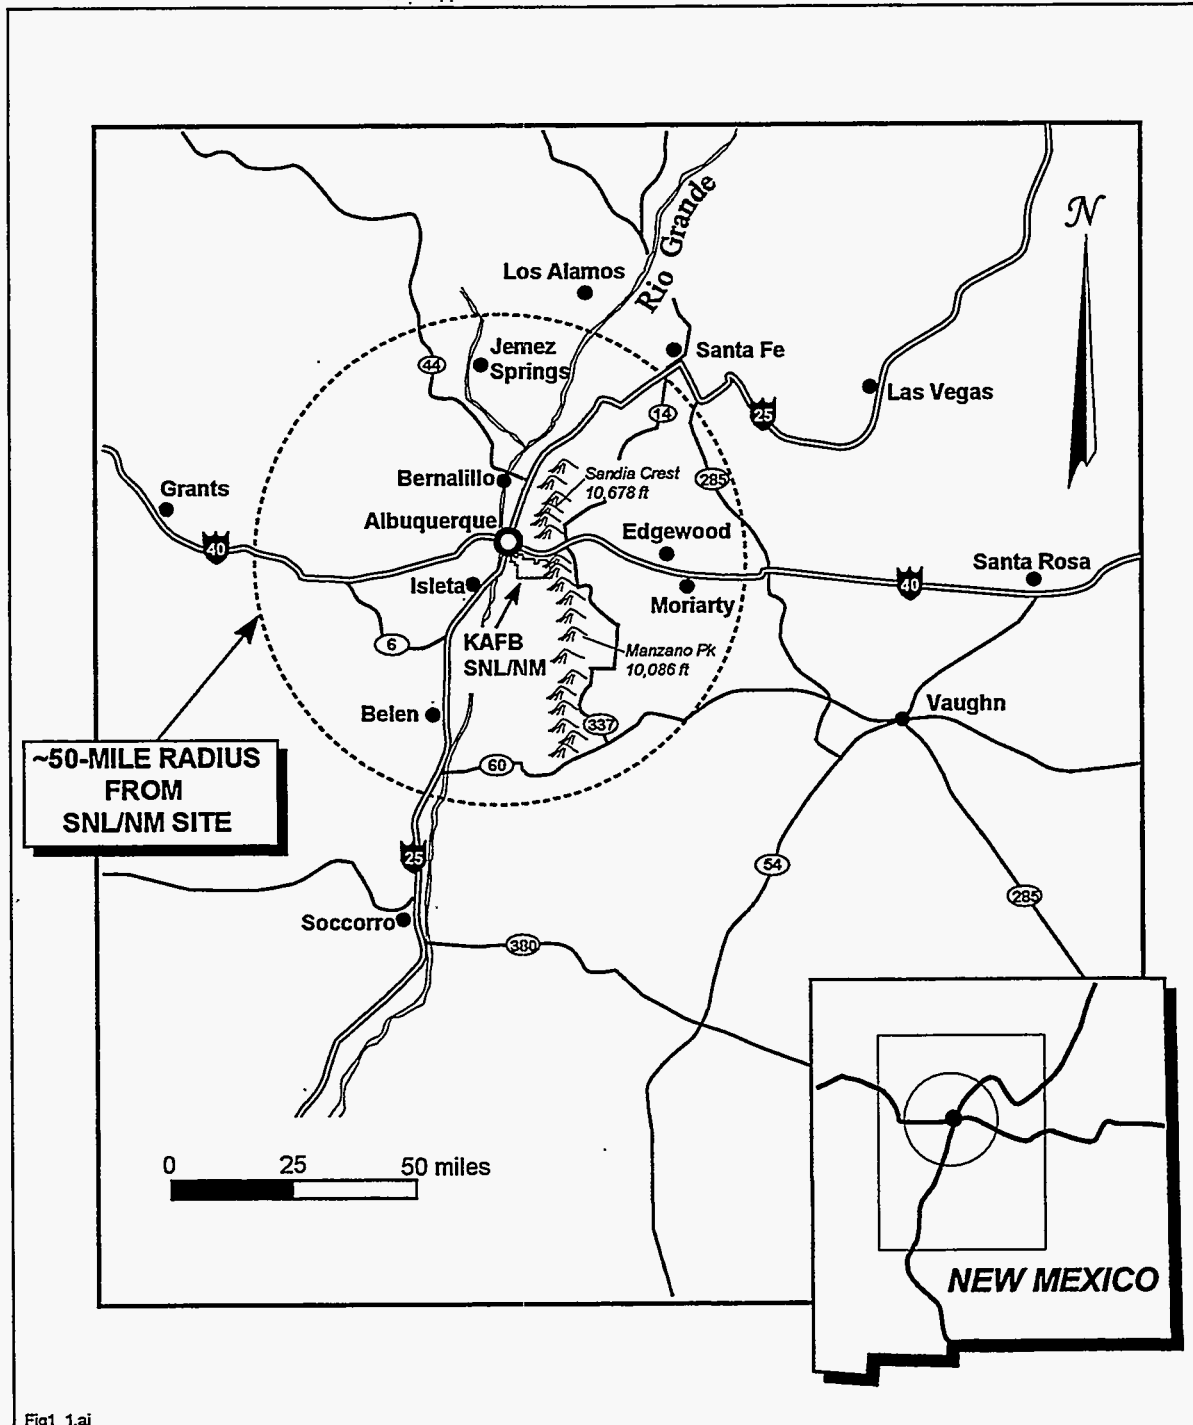 N
Rio Grande
Los Alamos
Jemez
Springs
44
Santa Fe
Las Vegas
14
25
Sandia Crest
10,678 ft
285
Bernalillo
Grants
Albuquerque
Edgewood
40
Isleta
Santa Rosa
40
Moriarty
6
KAFB
SNL/NM
Manzano Pk
10,086 ft
Belen
337
Vaughn
60
~50-MILE RADIUS
FROM
SNL/NM SITE
25
54
285
Soccorro
380
0 25 50 miles
NEW MEXICO
Fig1_1.ai